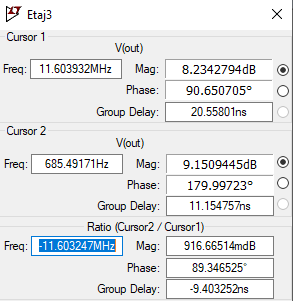 Etaj3
Cursor 1
V(out)
Freq: 11.603932MHz Mag: 8.2342794dB
Phase: 90.650705°
Group Delay: 20.55801ns
Cursor 2
V(out)
Freq: 685.49171Hz Mag: 9.1509445dB
Phase: 179.99723°
Group Delay: 11.154757ns
Ratio (Cursor2 / Cursor1)
Freq: -11.603247MHz Mag: 916.66514mdB
Phase: 89.346525°
Group Delay: -9.403252ns